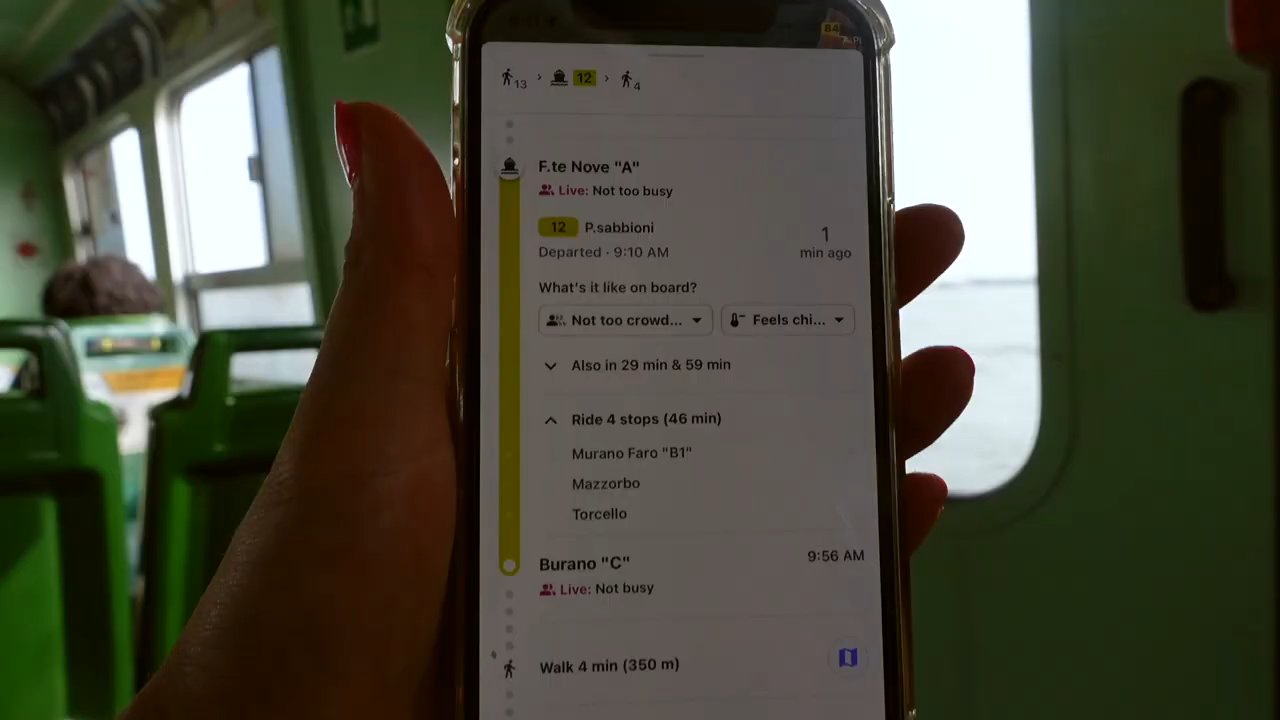 13 > 12 > 4
F.te Nove "A"
Live: Not too busy
12 P.sabbioni
1
Departed · 9:10 AM
min ago
What's it like on board?
Not too crowd... Feels chi...
Also in 29 min & 59 min
Ride 4 stops (46 min)
Murano Faro "B1"
Mazzorbo
Torcello
Burano "C"
9:56 AM
Live: Not busy
Walk 4 min (350 m)